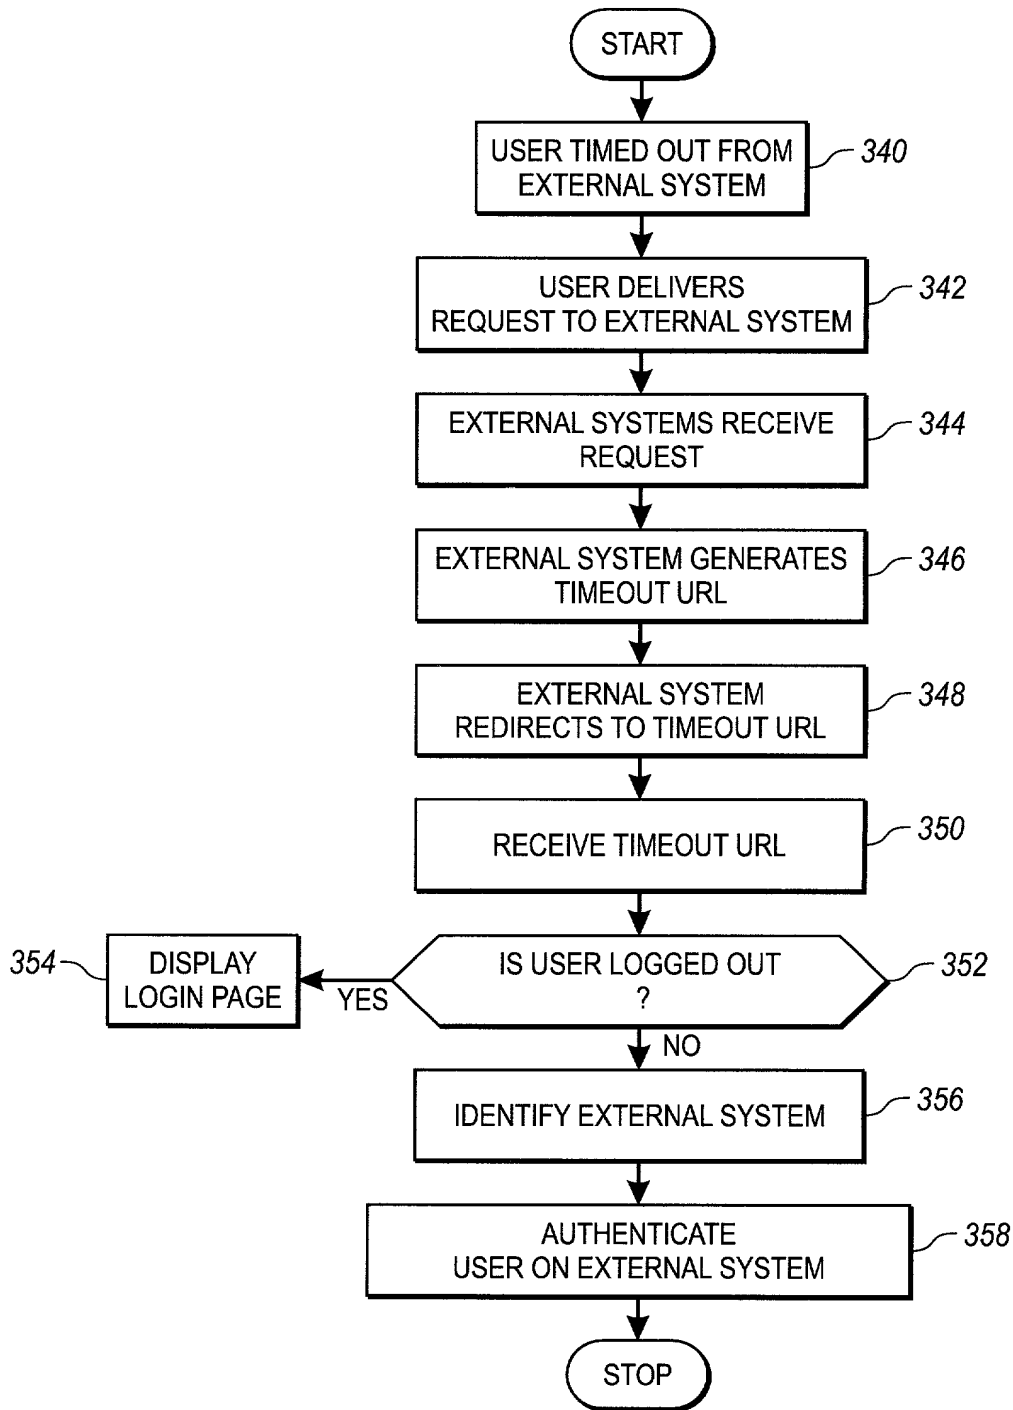 START
USER TIMED OUT FROM
EXTERNAL SYSTEM
340
USER DELIVERS
REQUEST TO EXTERNAL SYSTEM
342
EXTERNAL SYSTEMS RECEIVE
REQUEST
344
EXTERNAL SYSTEM GENERATES
TIMEOUT URL
346
EXTERNAL SYSTEM
REDIRECTS TO TIMEOUT URL
348
RECEIVE TIMEOUT URL
350
IS USER LOGGED OUT
?
352
YES
354
DISPLAY
LOGIN PAGE
NO
IDENTIFY EXTERNAL SYSTEM
356
AUTHENTICATE
USER ON EXTERNAL SYSTEM
358
STOP